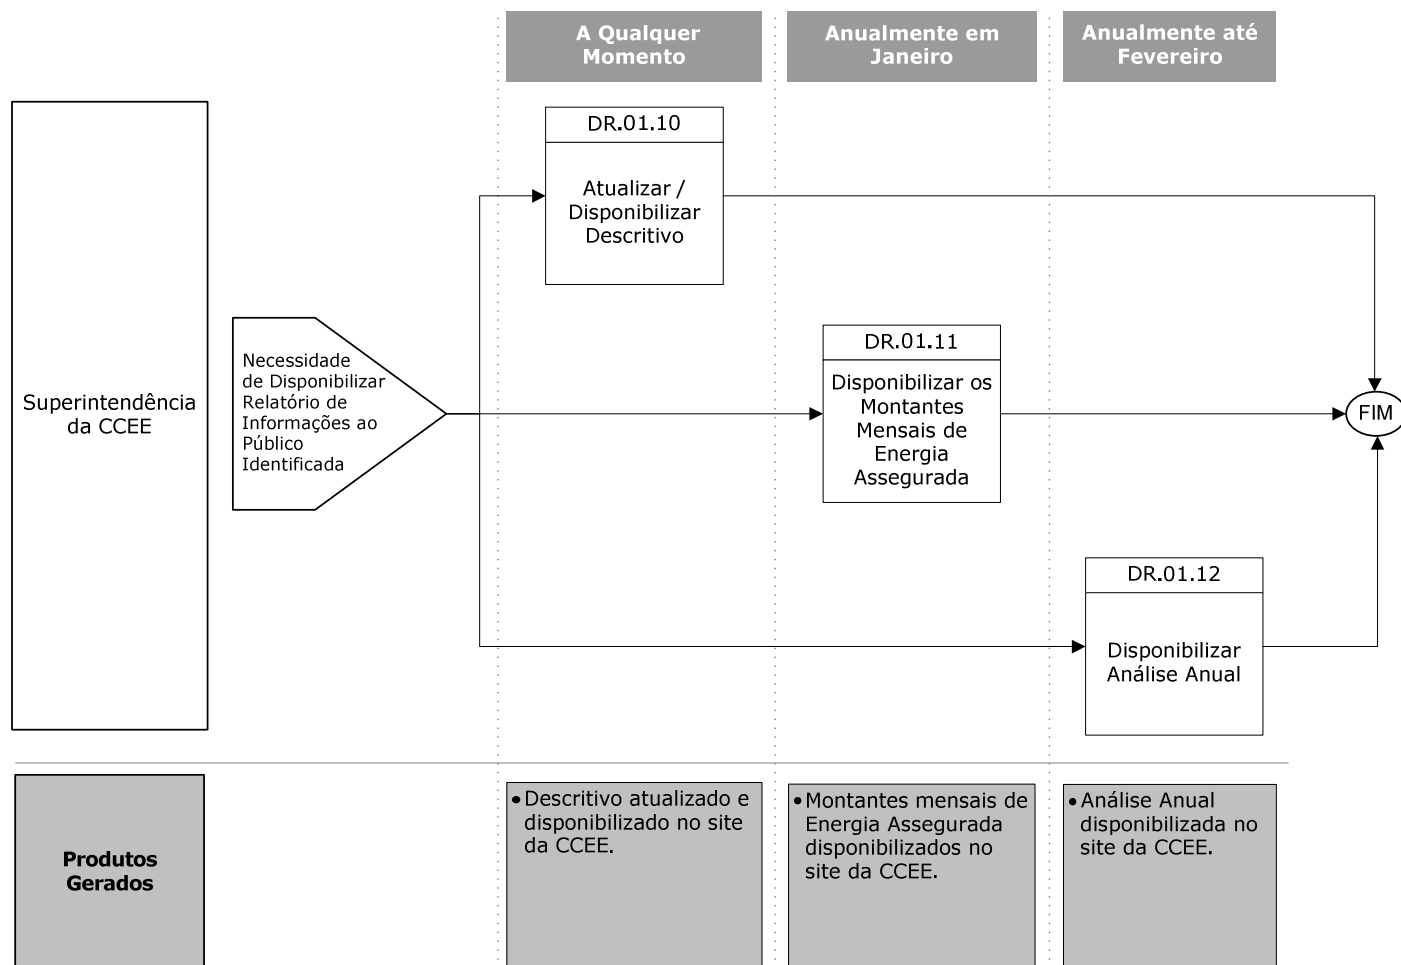 A Qualquer
Momento
Anualmente em
Janeiro
Anualmente até
Fevereiro
Superintendência
da CCEE
Necessidade
de Disponibilizar
Relatório de
Informações ao
Público
Identificada
DR.01.10
Atualizar /
Disponibilizar
Descritivo
DR.01.11
Disponibilizar os
Montantes
Mensais de
Energia
Assegurada
DR.01.12
Disponibilizar
Análise Anual
FIM
Produtos
Gerados
• Descritivo atualizado e
disponibilizado no site
da CCEE.
• Montantes mensais de
Energia Assegurada
disponibilizados no
site da CCEE.
• Análise Anual
disponibilizada no
site da CCEE.